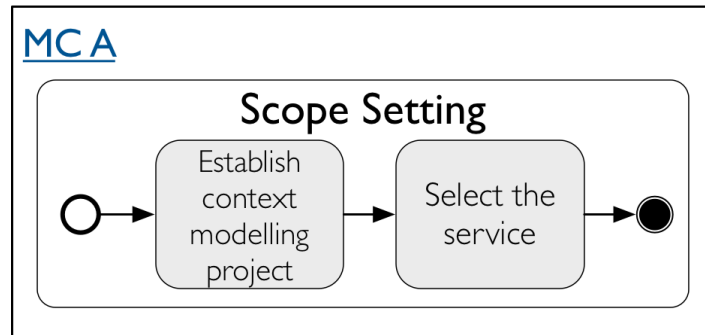 MC A
Scope Setting
Establish
context
modelling
project
Select the
service